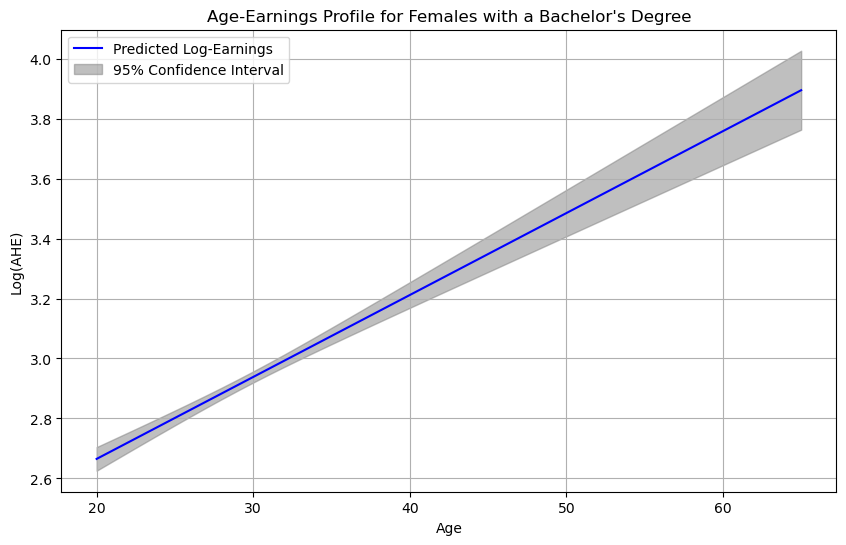 Age-Earnings Profile for Females with a Bachelor's Degree
Predicted Log-Earnings
95% Confidence Interval
Log(AHE)
4.0
3.8
3.6
3.4
3.2
3.0
2.8
2.6
20 30 40 50 60
Age